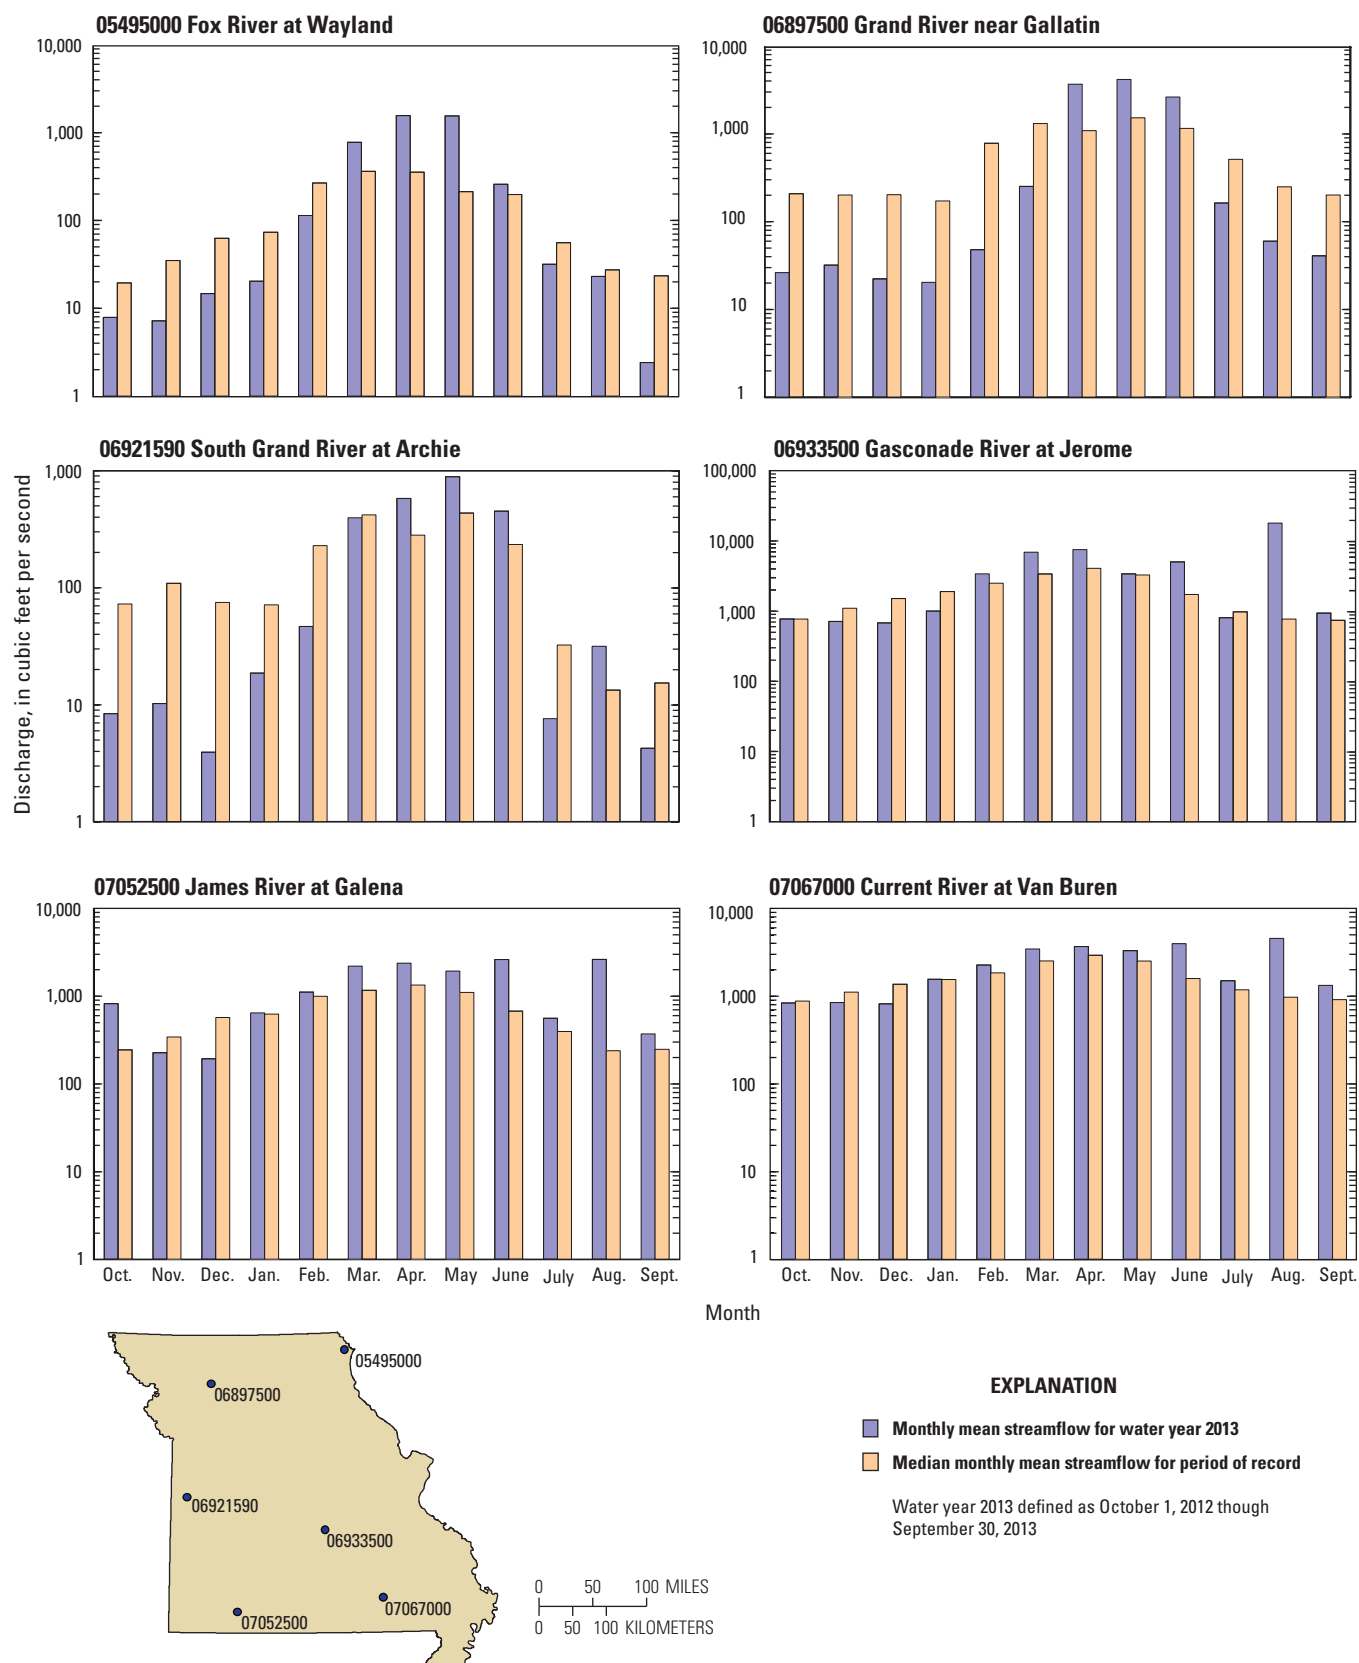 05495000 Fox River at Wayland
10,000
1,000
100
10
1
06897500 Grand River near Gallatin
10,000
1,000
100
10
1
06921590 South Grand River at Archie
1,000
100
10
1
06933500 Gasconade River at Jerome
100,000
10,000
1,000
100
10
1
Discharge, in cubic feet per second
07052500 James River at Galena
10,000
1,000
100
10
1
Oct. Nov. Dec. Jan. Feb. Mar. Apr. May June July Aug. Sept.
07067000 Current River at Van Buren
10,000
1,000
100
10
1
Oct. Nov. Dec. Jan. Feb. Mar. Apr. May June July Aug. Sept.
Month
05495000
06897500
06921590
06933500
07052500
07067000
0 50 100 MILES
0 50 100 KILOMETERS
EXPLANATION
Monthly mean streamflow for water year 2013
Median monthly mean streamflow for period of record
Water year 2013 defined as October 1, 2012 though
September 30, 2013